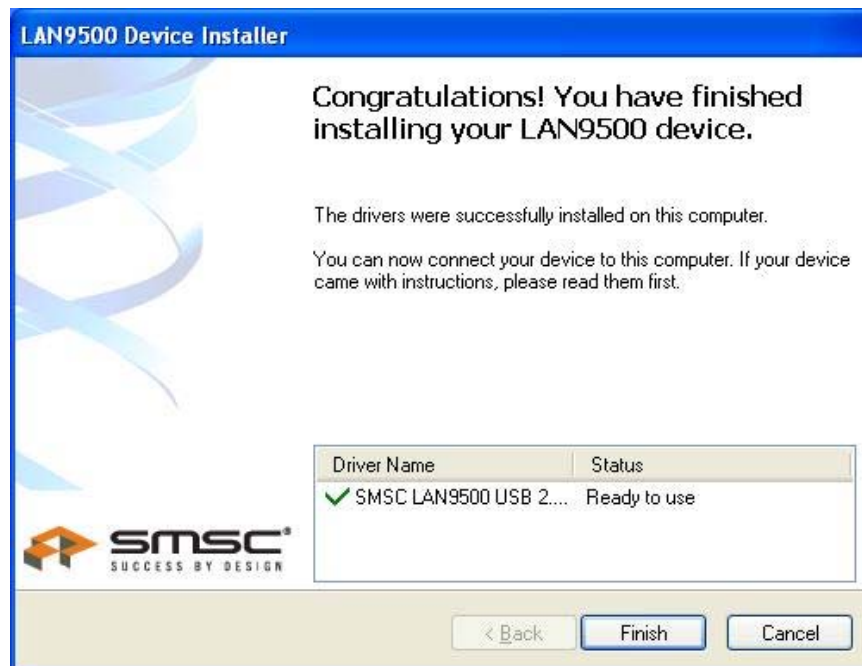 LAN9500 Device Installer
Congratulations! You have finished
installing your LAN9500 device.
The drivers were successfully installed on this computer.
You can now connect your device to this computer. If your device
came with instructions, please read them first.
Driver Name Status
SMSC LAN9500 USB 2.... Ready to use
smsc®
SUCCESS BY DESIGN
< Back Finish Cancel